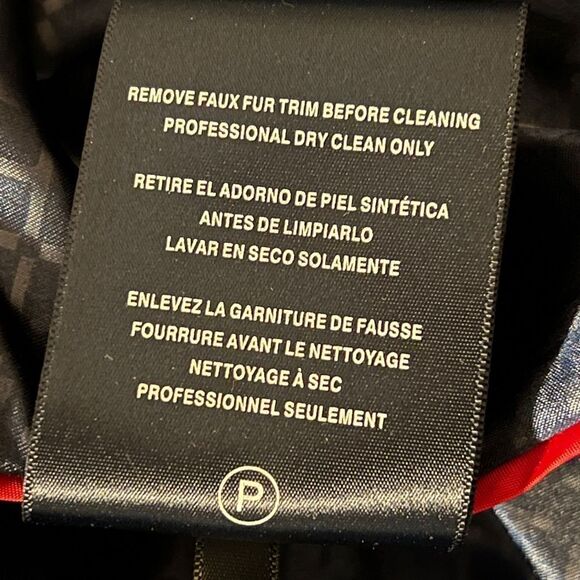 REMOVE FAUX FUR TRIM BEFORE CLEANING
PROFESSIONAL DRY CLEAN ONLY
RETIRE EL ADORNO DE PIEL SINTÉTICA
ANTES DE LIMPIARLO
LAVAR EN SECO SOLAMENTE
ENLEVEZ LA GARNITURE DE FAUSSE
FOURRURE AVANT LE NETTOYAGE
NETTOYAGE À SEC
PROFESSIONNEL SEULEMENT
P